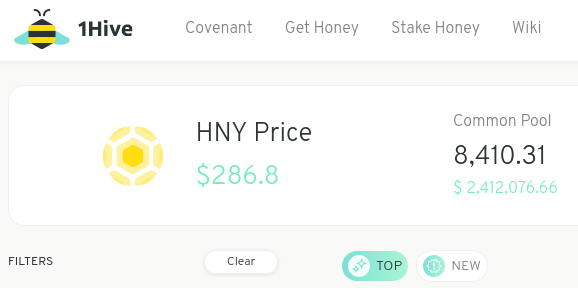 1Hive
Covenant
Get Honey
Stake Honey
Wiki
HNY Price
$286.8
Common Pool
8,410.31
$ 2,412,076.66
FILTERS
Clear
TOP
NEW